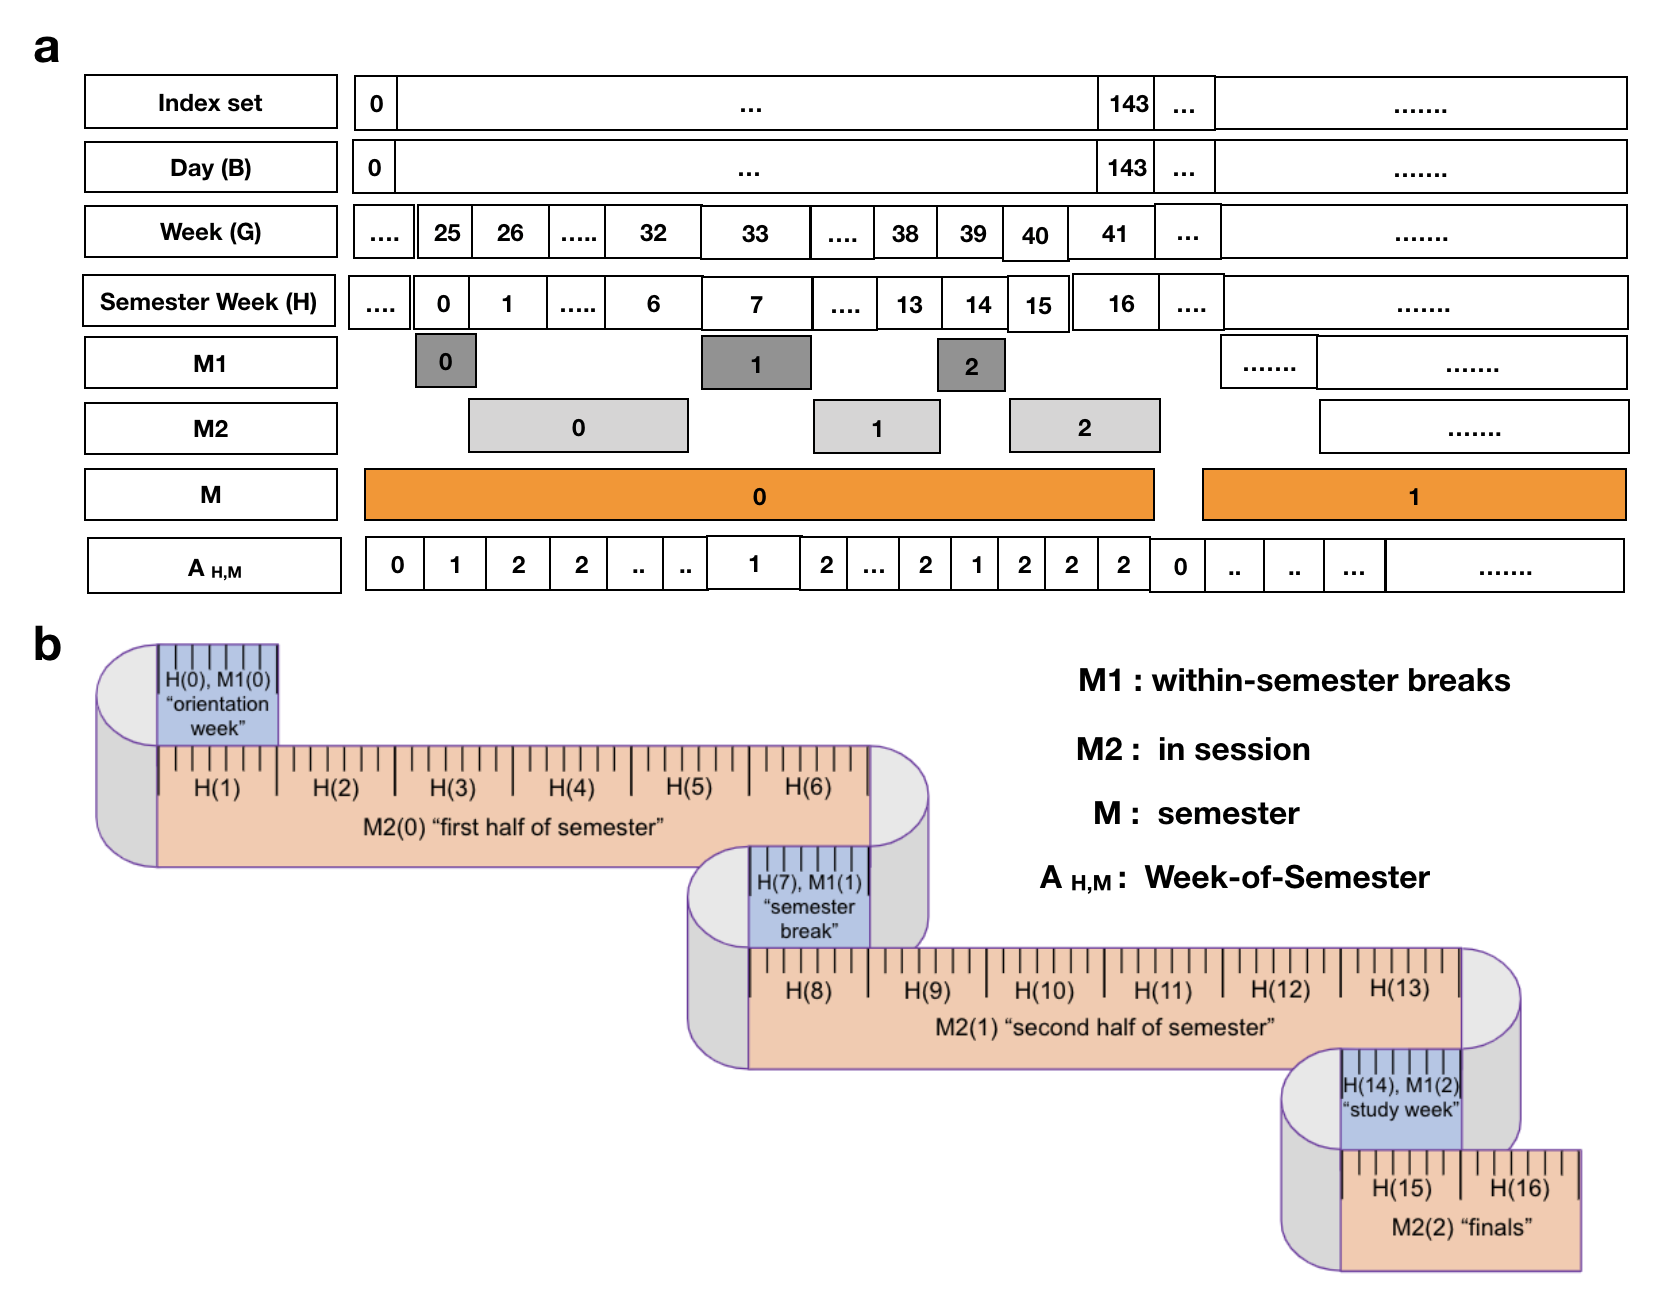 a
Index set 0 ... 143 ... .......
Day (B) 0 ... 143 ... .......
Week (G) .... 25 26 ..... 32 33 .... 38 39 40 41 ... .......
Semester Week (H) .... 0 1 ..... 6 7 .... 13 14 15 16 .... .......
M1 0 1 2 ....... .......
M2 0 1 2 .......
M 0 1
A H,M 0 1 2 2 .. .. 1 2 ... 2 1 2 2 2 0 .. .. ... .......
b
H(0), M1(0)
“orientation
week”
H(1) H(2) H(3) H(4) H(5) H(6)
M2(0) “first half of semester”
H(7), M1(1)
“semester
break”
H(8) H(9) H(10) H(11) H(12) H(13)
M2(1) “second half of semester”
H(14), M1(2)
“study week”
H(15) H(16)
M2(2) “finals”
M1 : within-semester breaks
M2 : in session
M : semester
A H,M : Week-of-Semester